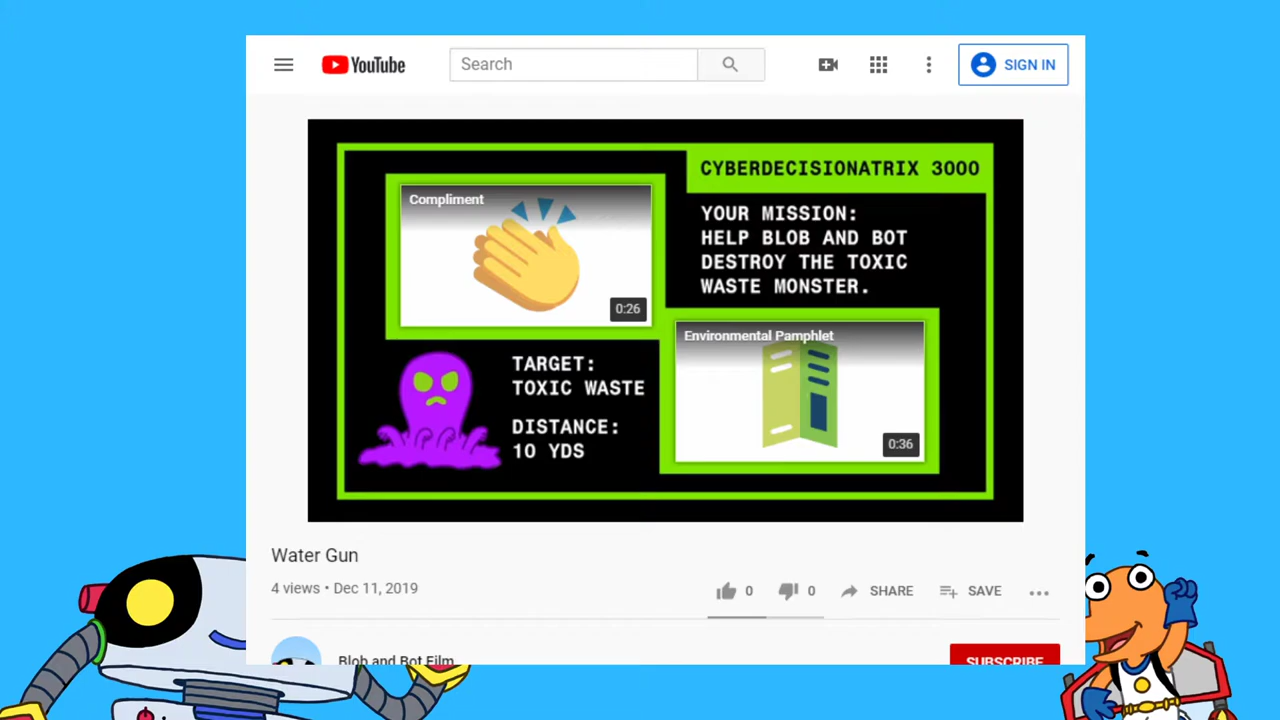 YouTube
Search
SIGN IN
Compliment
0:26
CYBERDECISIONATRIX 3000
YOUR MISSION:
HELP BLOB AND BOT
DESTROY THE TOXIC
WASTE MONSTER.
Environmental Pamphlet
0:36
TARGET:
TOXIC WASTE
DISTANCE:
10 YDS
Water Gun
4 views • Dec 11, 2019
0
0
SHARE
SAVE
Blob and Bot Film
SUBSCRIBE